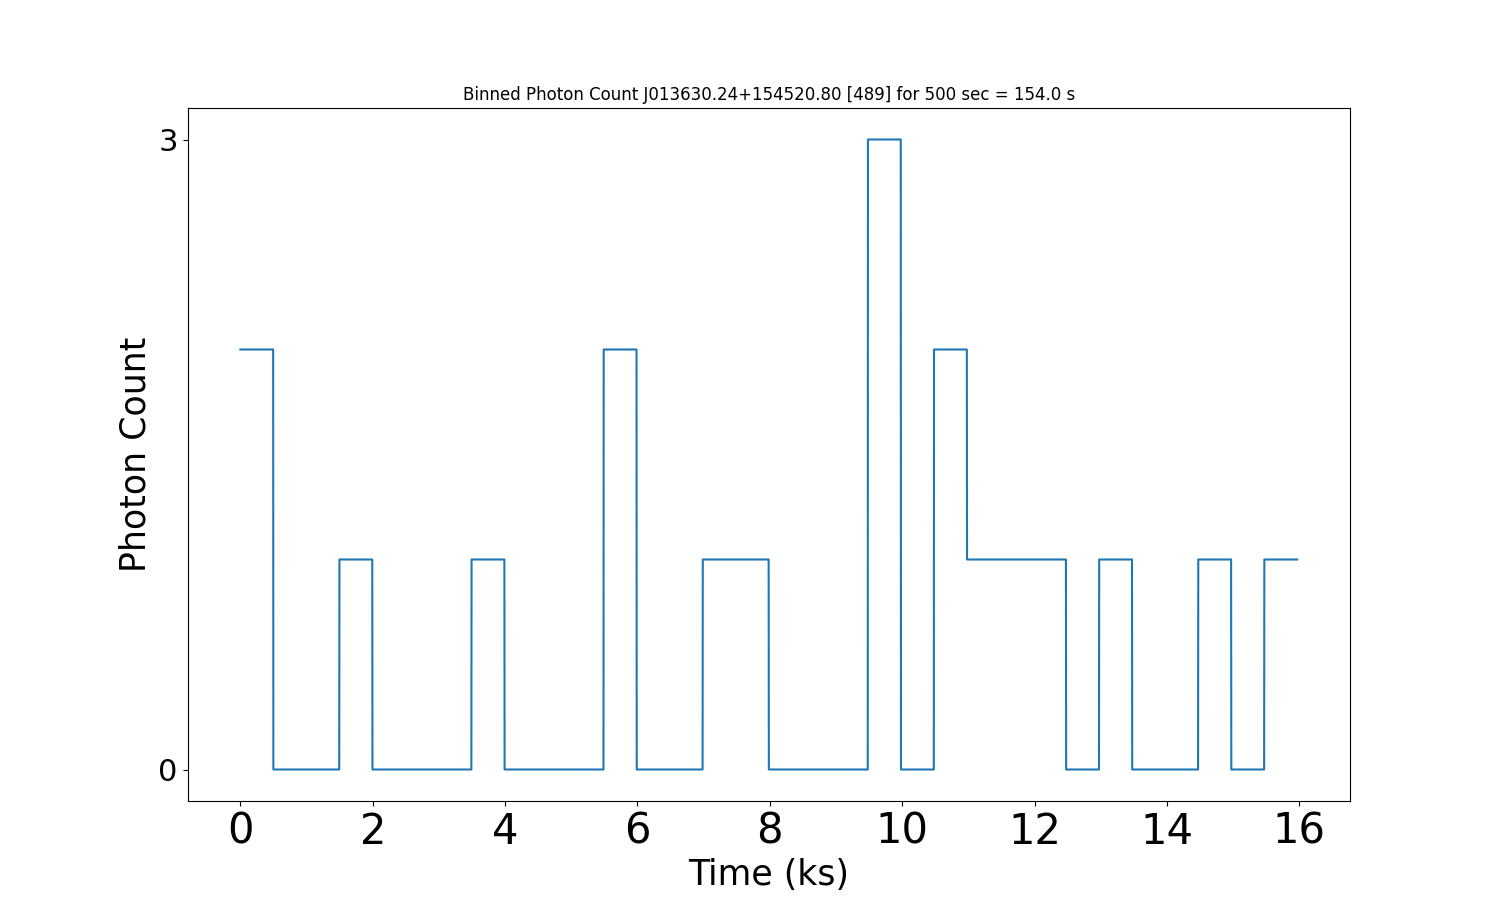 Binned Photon Count J013630.24+154520.80 [489] for 500 sec = 154.0 s
3
Photon Count
0
0 2 4 6 8 10 12 14 16
Time (ks)